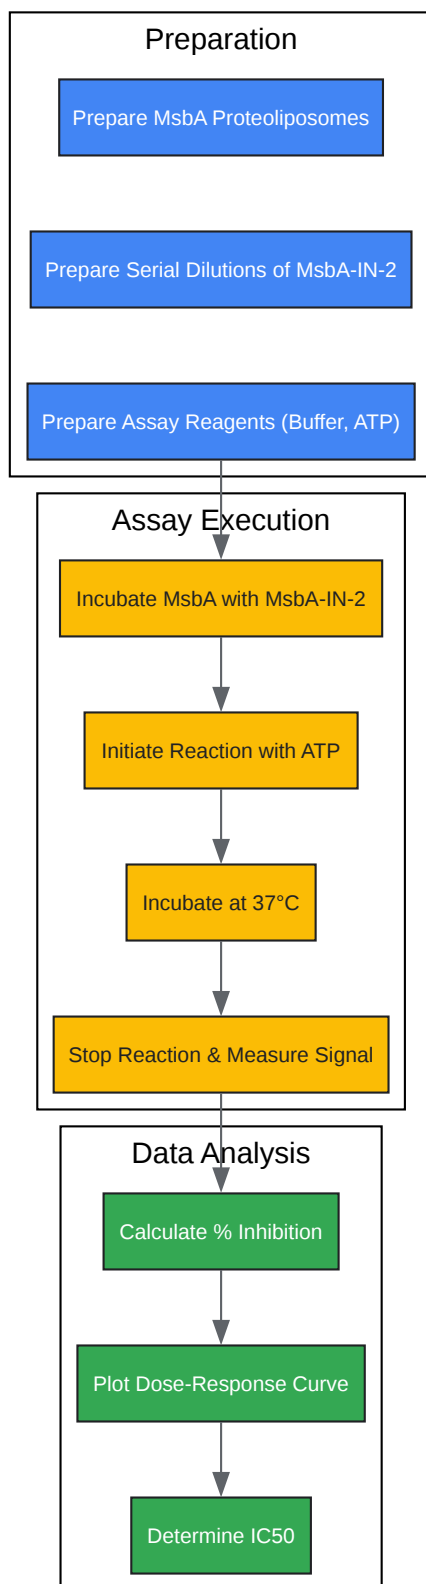 Preparation
Prepare MsbA Proteoliposomes
Prepare Serial Dilutions of MsbA-IN-2
Prepare Assay Reagents (Buffer, ATP)
Assay Execution
Incubate MsbA with MsbA-IN-2
Initiate Reaction with ATP
Incubate at 37°C
Stop Reaction & Measure Signal
Data Analysis
Calculate % Inhibition
Plot Dose-Response Curve
Determine IC50